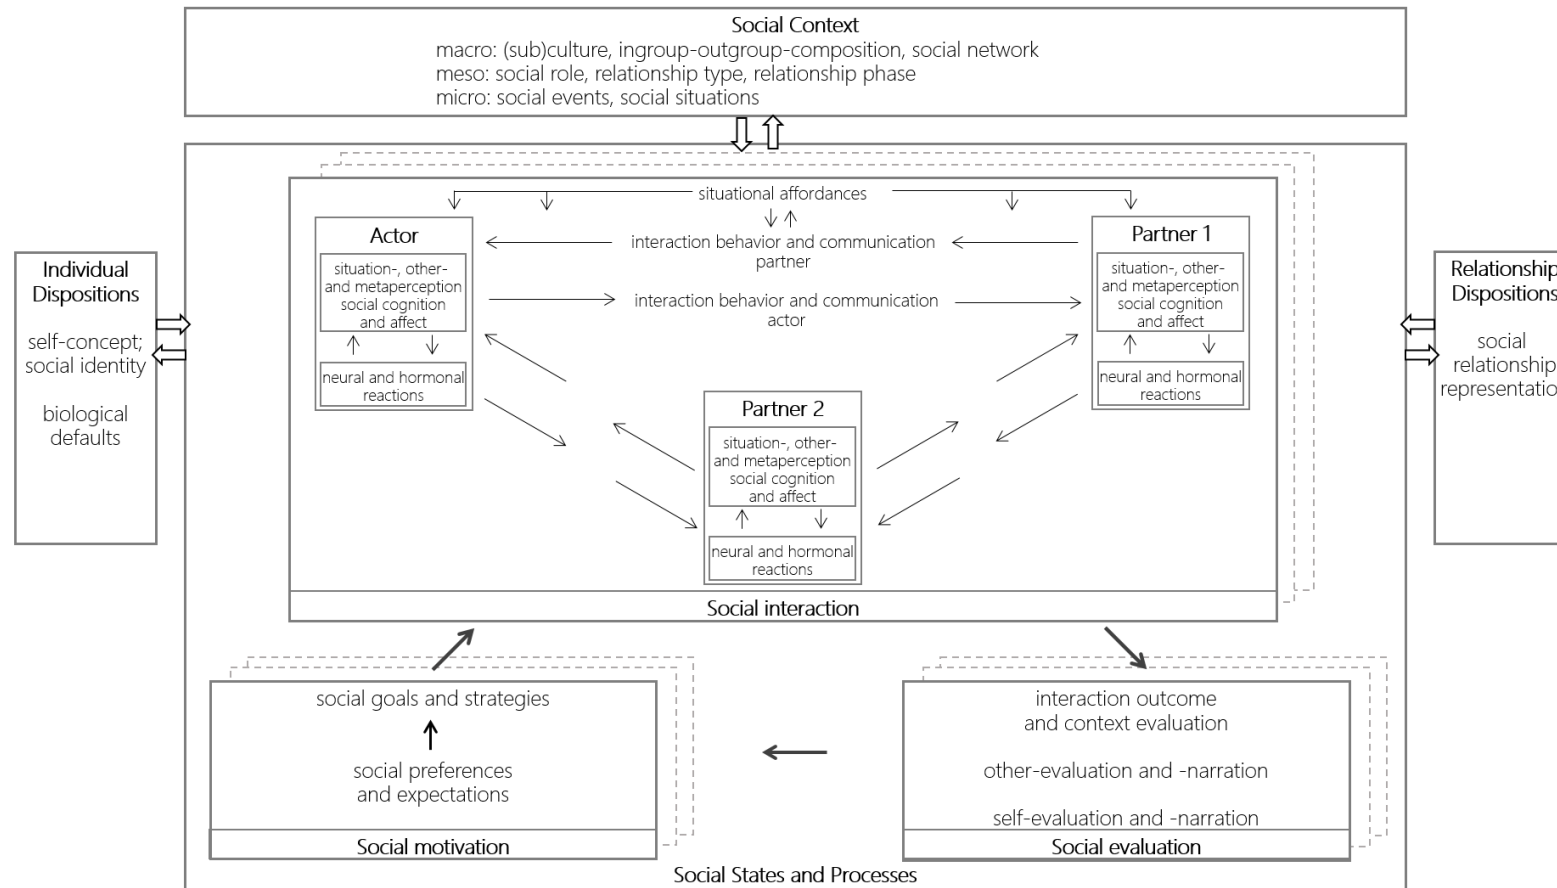 Social Context
macro: (sub)culture, ingroup-outgroup-composition, social network
meso: social role, relationship type, relationship phase
micro: social events, social situations
Individual
Dispositions
self-concept;
social identity
biological
defaults
situational affordances
Actor
situation-, other-
and metaperception
social cognition
and affect
neural and hormonal
reactions
interaction behavior and communication
partner
interaction behavior and communication
actor
Partner 1
situation-, other-
and metaperception
social cognition
and affect
neural and hormonal
reactions
Partner 2
situation-, other-
and metaperception
social cognition
and affect
neural and hormonal
reactions
Social interaction
Relationship
Dispositions
social
relationship
representation
social goals and strategies
social preferences
and expectations
Social motivation
interaction outcome
and context evaluation
other-evaluation and -narration
self-evaluation and -narration
Social evaluation
Social States and Processes